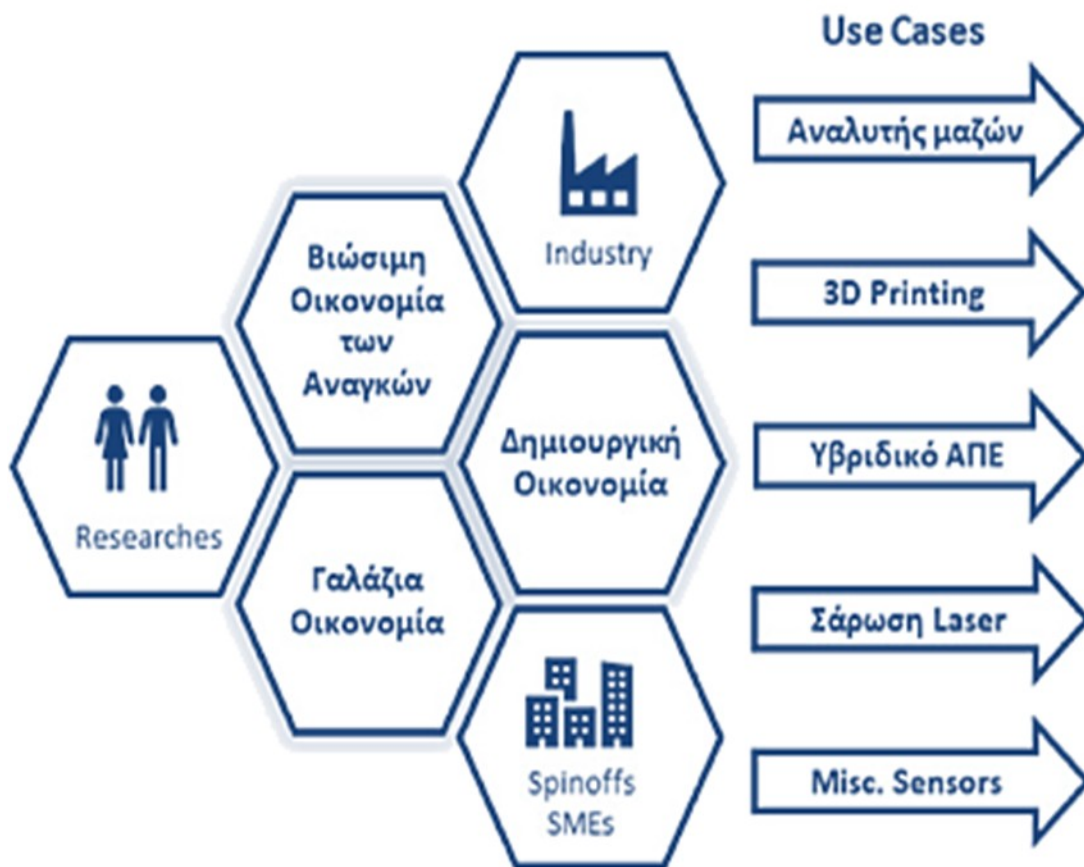 Use Cases
Industry
Βιώσιμη
Οικονομία
των
Αναγκών
Researches
Δημιουργική
Οικονομία
Γαλάζια
Οικονομία
Spinoffs
SMEs
Αναλυτής μαζών
3D Printing
Υβριδικό ΑΠΕ
Σάρωση Laser
Misc. Sensors